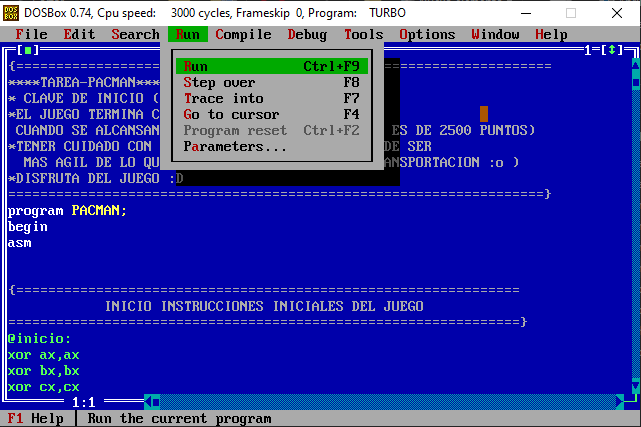 DOSBox 0.74, Cpu speed: 3000 cycles, Frameskip 0, Program: TURBO
File Edit Search Run Compile Debug Tools Options Window Help
[■] 1=[↕]
{===============================================================
****TAREA-PACMAN****
* CLAVE DE INICIO (
*EL JUEGO TERMINA C
CUANDO SE ALCANSAN ES DE 2500 PUNTOS)
*TENER CUIDADO CON DE SER
MAS AGIL DE LO QU ANSPORTACION :o )
*DISFRUTA DEL JUEGO :D
===================================================================}
Run Ctrl+F9
Step over F8
Trace into F7
Go to cursor F4
Program reset Ctrl+F2
Parameters...
program PACMAN;
begin
asm
{===============================================================
INICIO INSTRUCCIONES INICIALES DEL JUEGO
================================================================}
@inicio:
xor ax,ax
xor bx,bx
xor cx,cx
1:1
F1 Help │ Run the current program